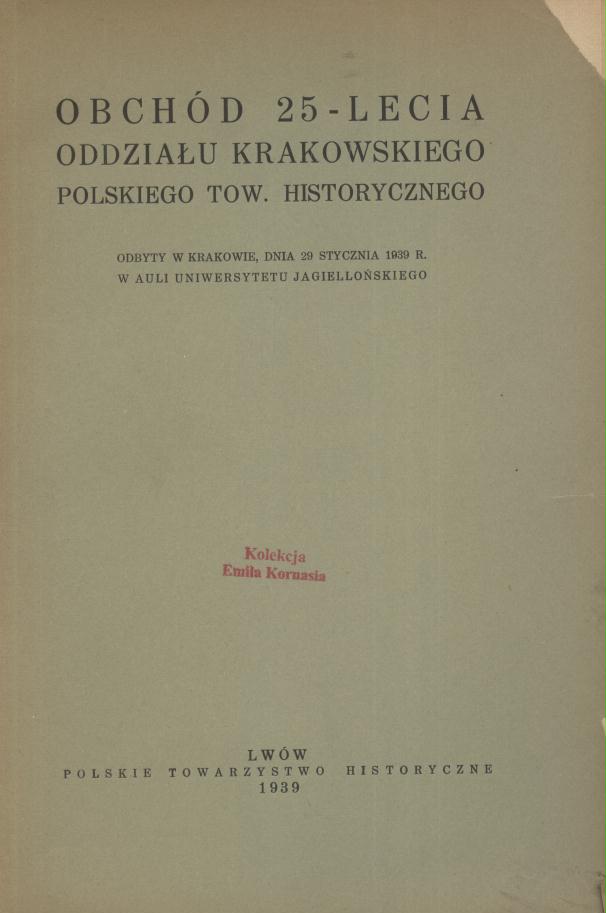 OBCHÓD 25-LECIA
ODDZIAŁU KRAKOWSKIEGO
POLSKIEGO TOW. HISTORYCZNEGO
ODBYTY W KRAKOWIE, DNIA 29 STYCZNIA 1939 R.
W AULI UNIWERSYTETU JAGIELLOŃSKIEGO
Kolekcja
Emila Kornasia
LWÓW
POLSKIE TOWARZYSTWO HISTORYCZNE
1939